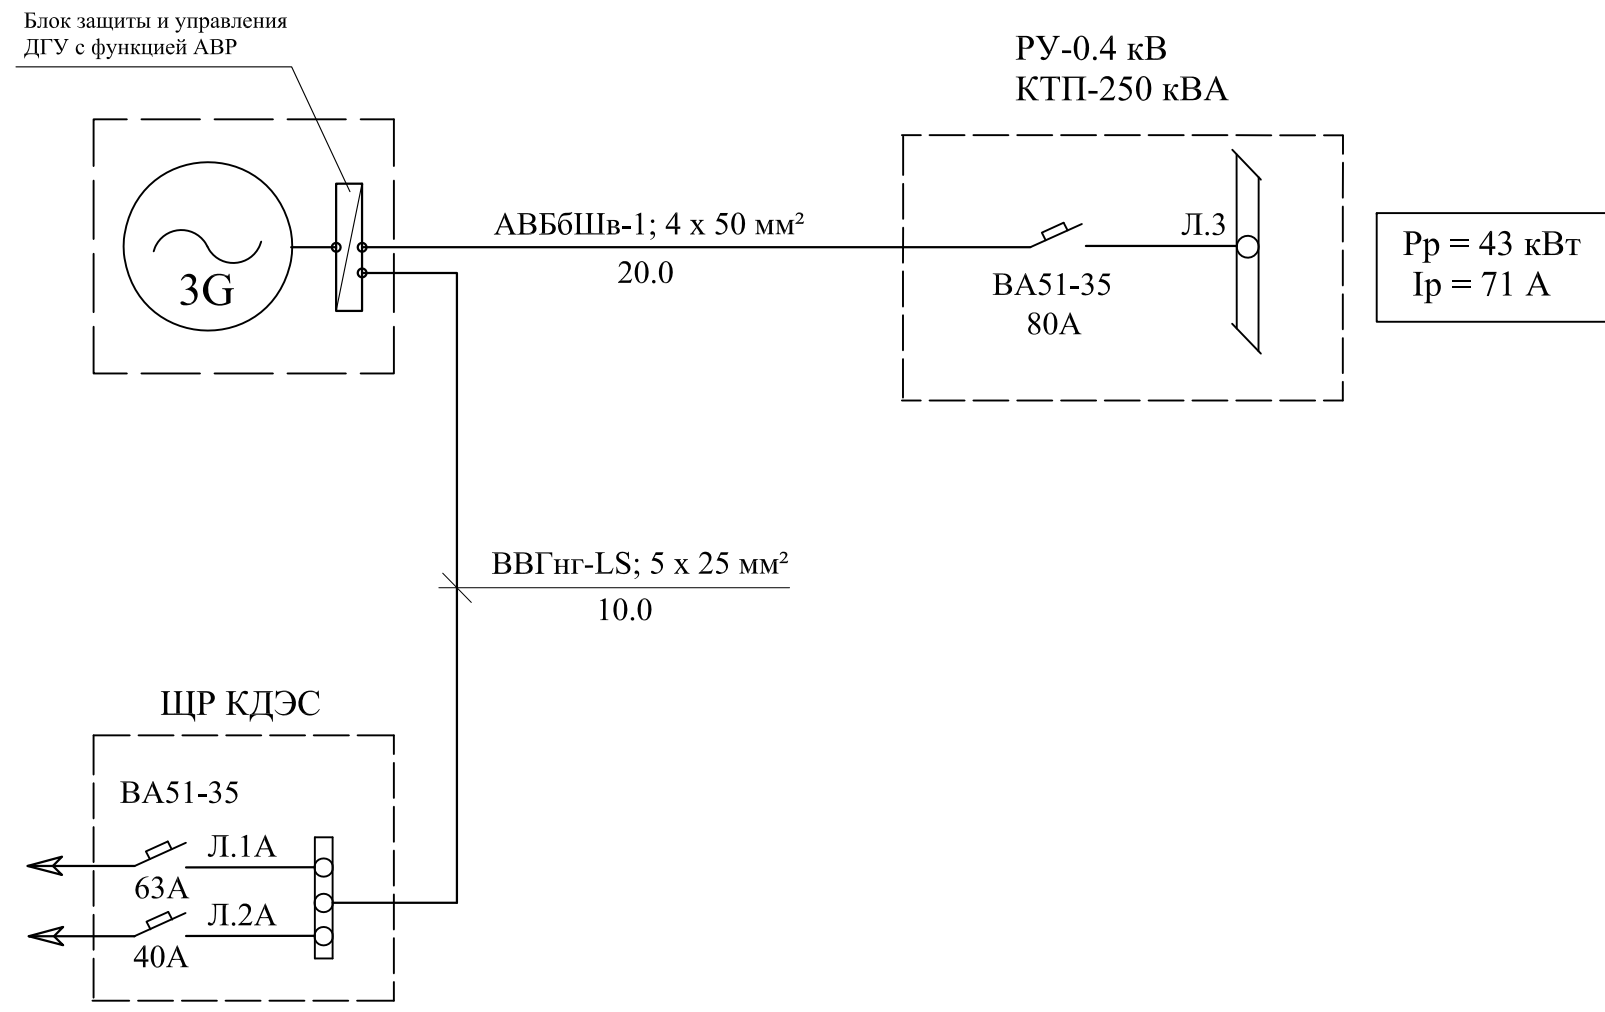 Блок защиты и управления
ДГУ с функцией АВР
РУ-0.4 кВ
КТП-250 кВА
3G
АВБбШв-1; 4 х 50 мм²
20.0
Л.3
ВА51-35
80А
Рр = 43 кВт
Iр = 71 А
ВВГнг-LS; 5 х 25 мм²
10.0
ЩР КДЭС
ВА51-35
Л.1А
63А
Л.2А
40А